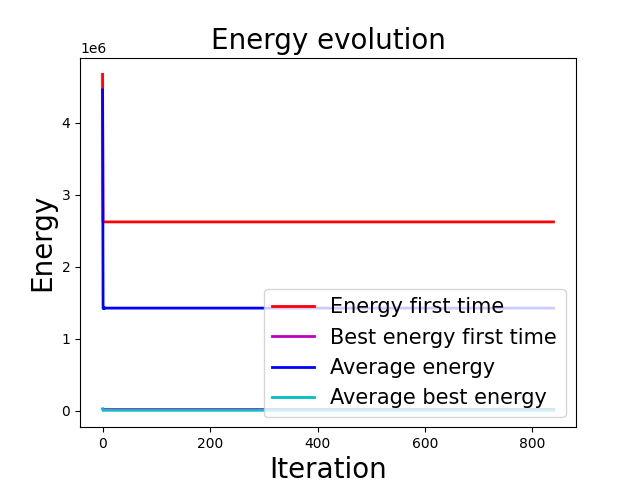 Energy evolution
1e6
4
3
2
1
0
Energy
Energy first time
Best energy first time
Average energy
Average best energy
0 200 400 600 800
Iteration